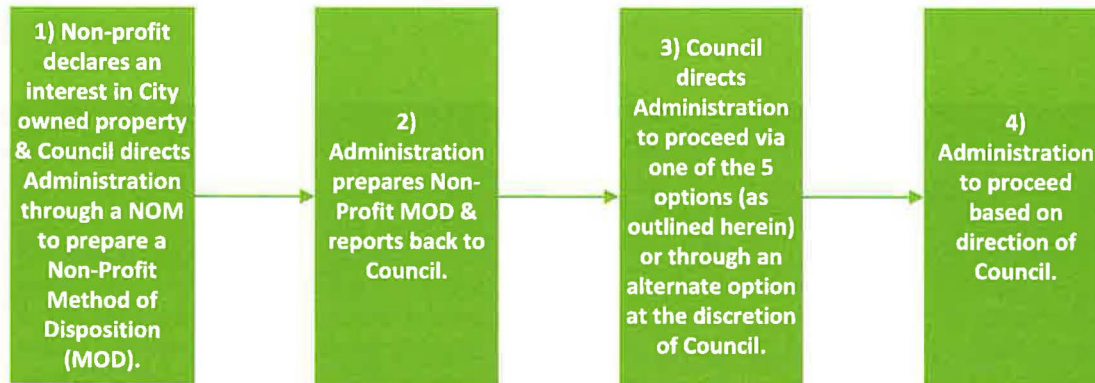 1) Non-profit
declares an
interest in City
owned property
& Council directs
Administration
through a NOM
to prepare a
Non-Profit
Method of
Disposition
(MOD).
2)
Administration
prepares Non-
Profit MOD &
reports back to
Council.
3) Council
directs
Administration
to proceed via
one of the 5
options (as
outlined herein)
or through an
alternate option
at the discretion
of Council.
4)
Administration
to proceed
based on
direction of
Council.